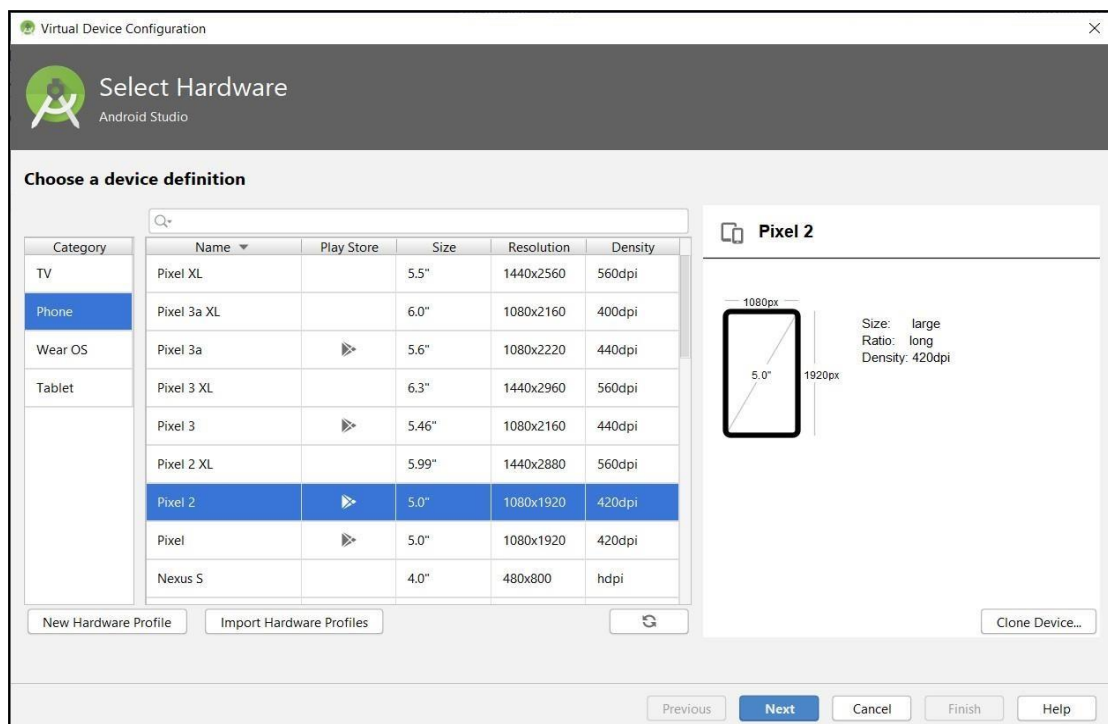 Virtual Device Configuration
Select Hardware
Android Studio
Choose a device definition
Category
TV
Phone
Wear OS
Tablet
Name Play Store Size Resolution Density
Pixel XL 5.5" 1440x2560 560dpi
Pixel 3a XL 6.0" 1080x2160 400dpi
Pixel 3a 5.6" 1080x2220 440dpi
Pixel 3 XL 6.3" 1440x2960 560dpi
Pixel 3 5.46" 1080x2160 440dpi
Pixel 2 XL 5.99" 1440x2880 560dpi
Pixel 2 5.0" 1080x1920 420dpi
Pixel 5.0" 1080x1920 420dpi
Nexus S 4.0" 480x800 hdpi
New Hardware Profile Import Hardware Profiles
Pixel 2
1080px
5.0"
1920px
Size: large
Ratio: long
Density: 420dpi
Clone Device...
Previous Next Cancel Finish Help